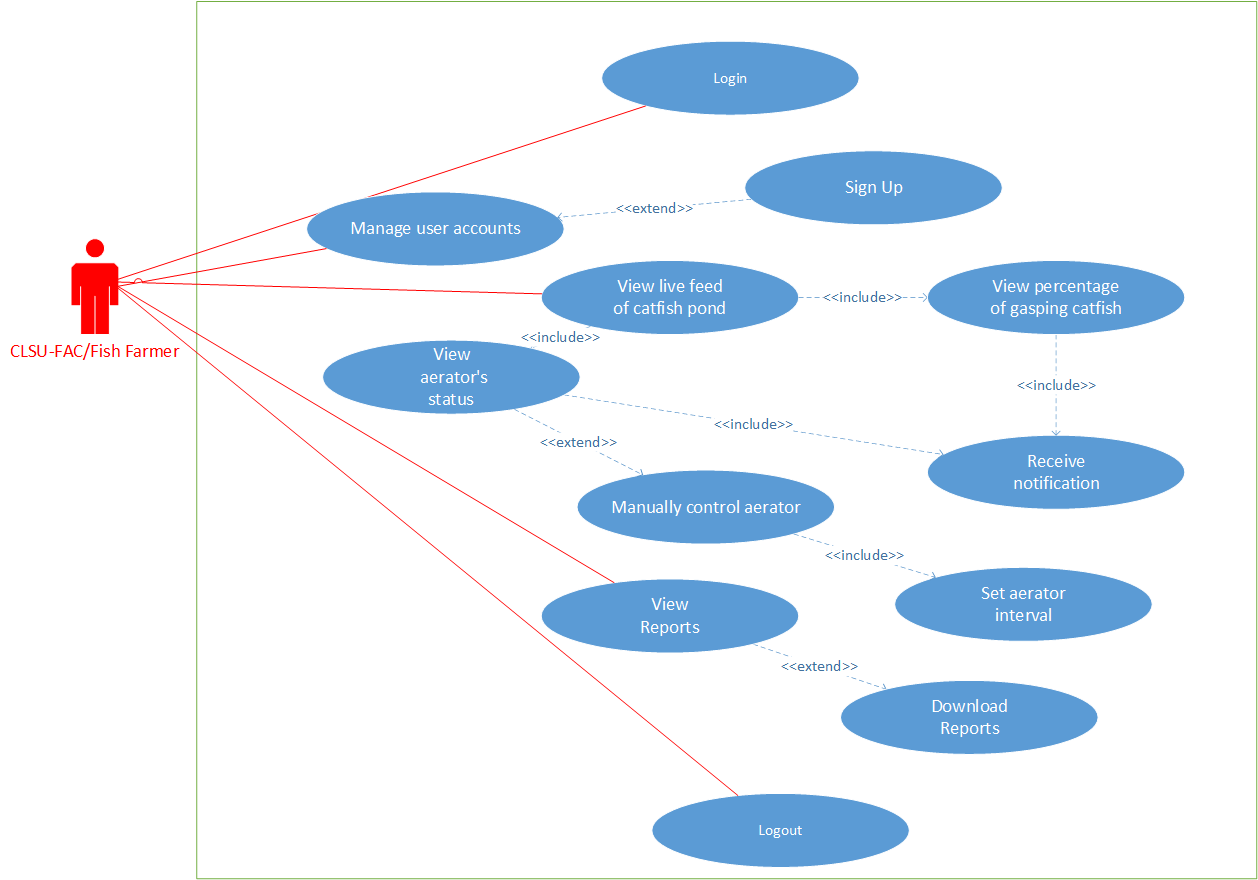 Login
Sign Up
<<extend>>
Manage user accounts
View live feed
of catfish pond
<<include>>
View percentage
of gasping catfish
CLSU-FAC/Fish Farmer
<<include>>
View
aerator's
status
<<include>>
<<include>>
<<extend>>
Receive
notification
Manually control aerator
<<include>>
Set aerator
interval
View
Reports
<<extend>>
Download
Reports
Logout